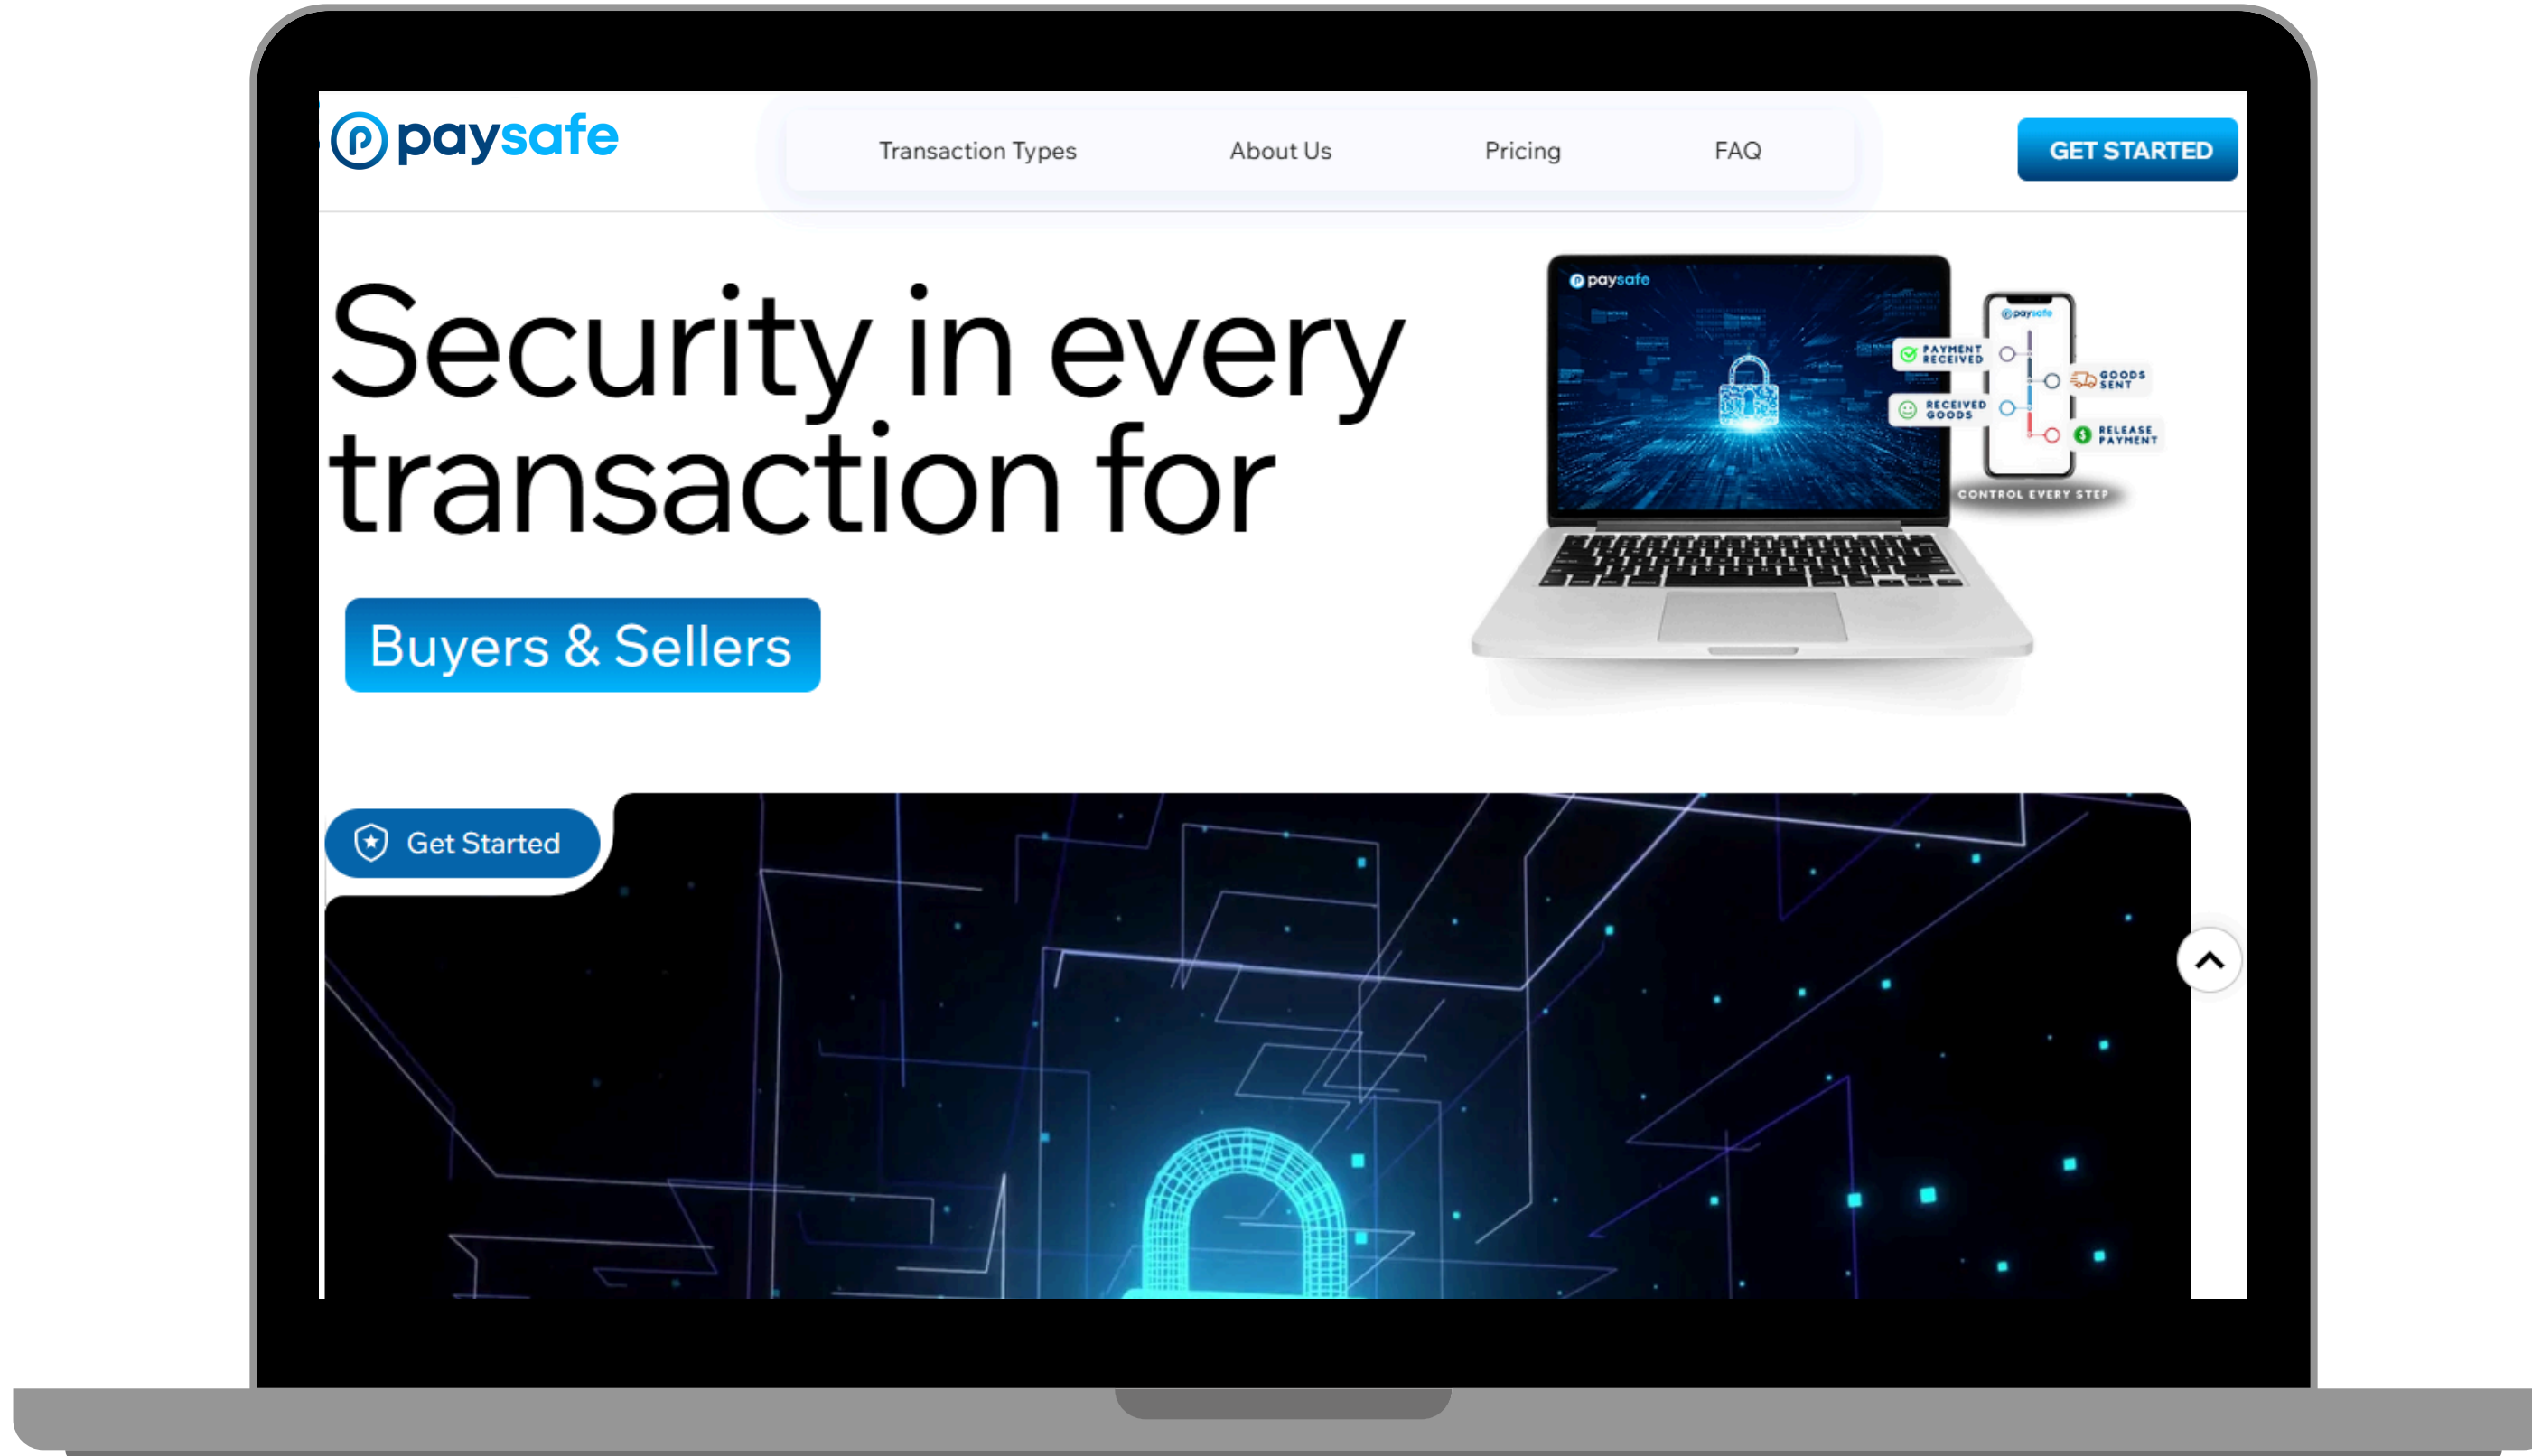 paysafe
Transaction Types
About Us
Pricing
FAQ
GET STARTED
Security in every
transaction for
Buyers & Sellers
paysafe
paysafe
PAYMENT
RECEIVED
GOODS
SENT
RECEIVED
GOODS
RELEASE
PAYMENT
CONTROL EVERY STEP
Get Started